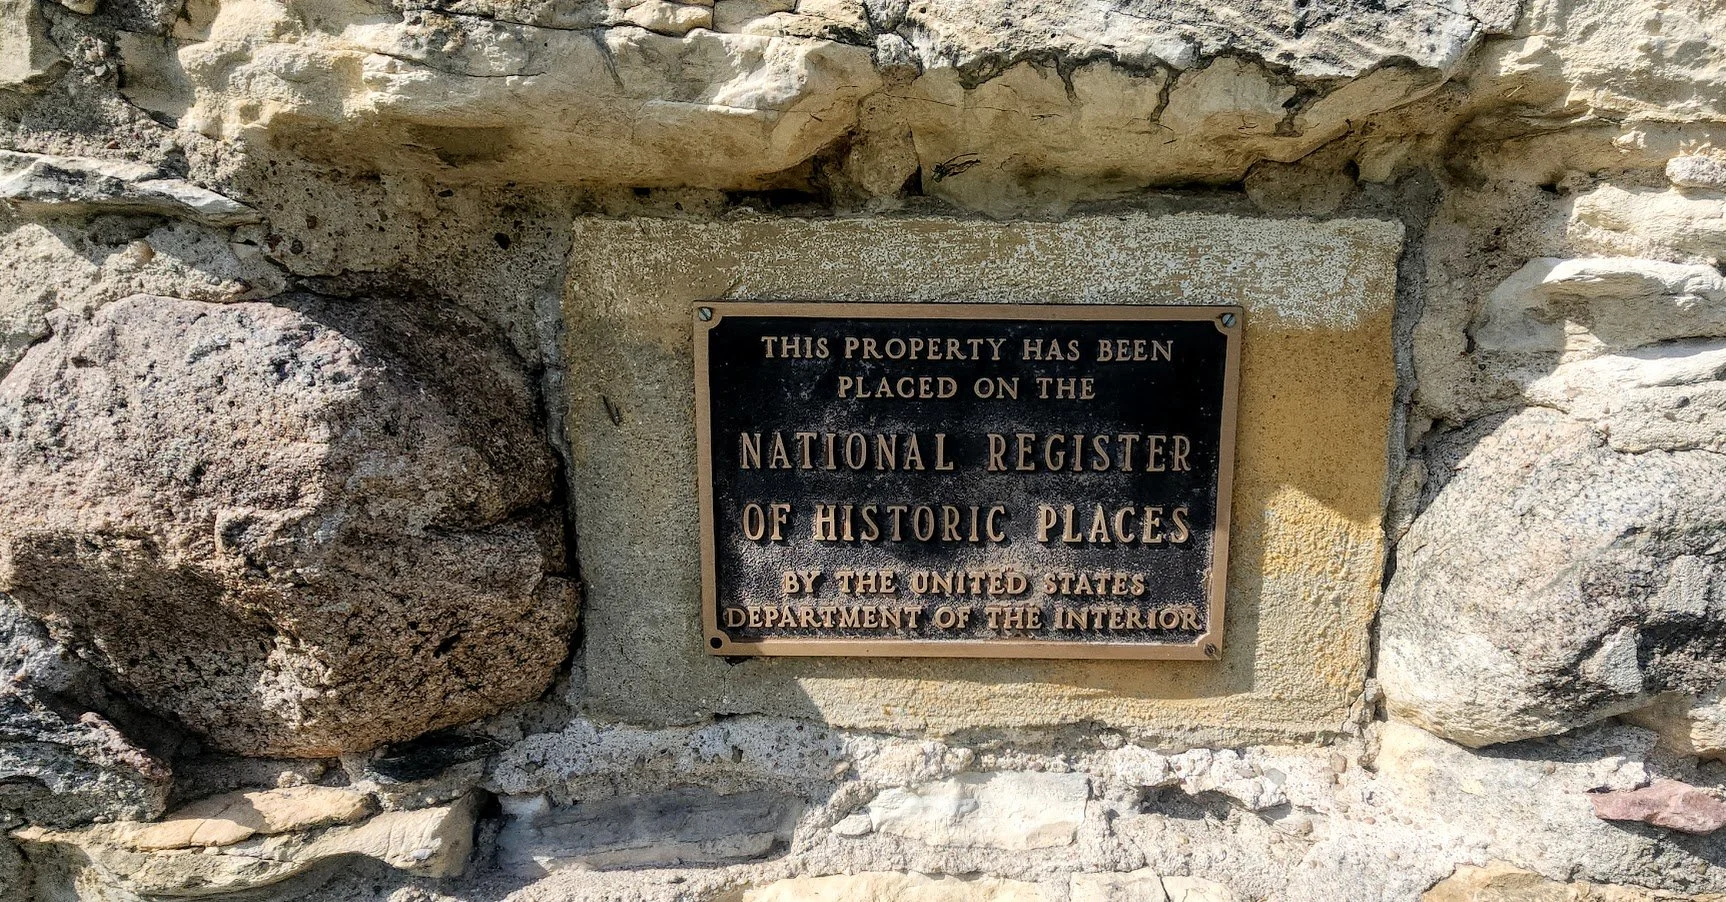 THIS PROPERTY HAS BEEN
PLACED ON THE
NATIONAL REGISTER
OF HISTORIC PLACES
BY THE UNITED STATES
DEPARTMENT OF THE INTERIOR